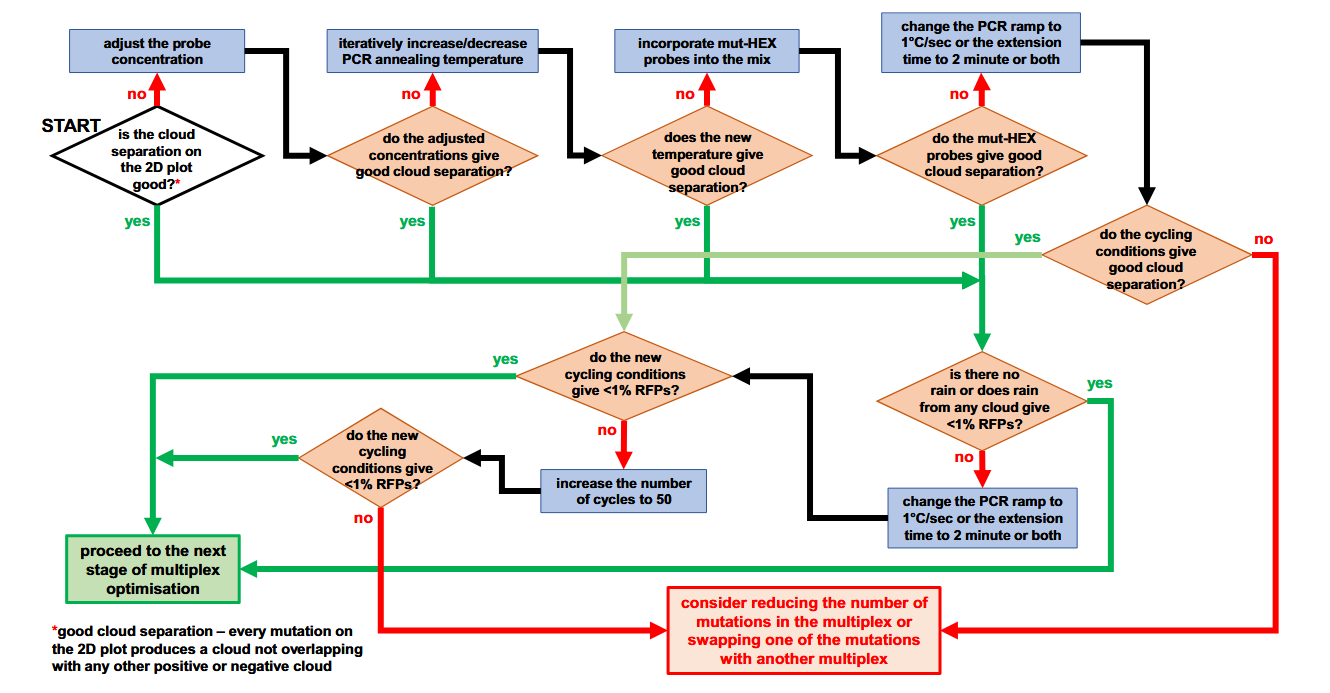 adjust the probe
concentration
iteratively increase/decrease
PCR annealing temperature
incorporate mut-HEX
probes into the mix
change the PCR ramp to
1°C/sec or the extension
time to 2 minute or both
no
no
no
no
START
is the cloud
separation on
the 2D plot
good?*
do the adjusted
concentrations give
good cloud separation?
does the new
temperature give
good cloud
separation?
do the mut-HEX
probes give good
cloud separation?
yes
yes
yes
yes
yes
do the cycling
conditions give
good cloud
separation?
no
yes
do the new
cycling conditions
give <1% RFPs?
is there no
rain or does rain
from any cloud give
<1% RFPs?
yes
yes
do the new
cycling
conditions give
<1% RFPs?
no
no
increase the number
of cycles to 50
change the PCR ramp to
1°C/sec or the extension
time to 2 minute or both
no
proceed to the next
stage of multiplex
optimisation
consider reducing the number of
mutations in the multiplex or
swapping one of the mutations
with another multiplex
*good cloud separation – every mutation on
the 2D plot produces a cloud not overlapping
with any other positive or negative cloud